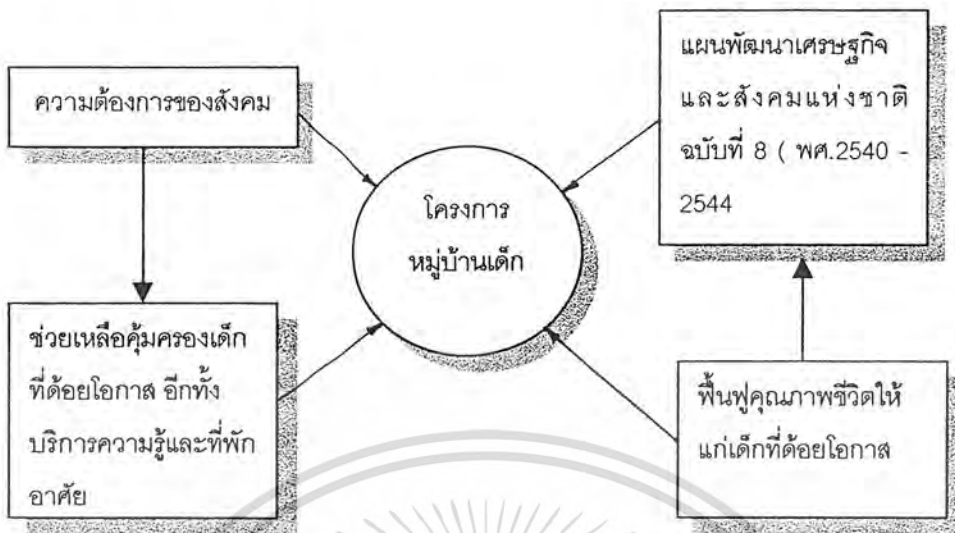 ความต้องการของสังคม
แผนพัฒนาเศรษฐกิจ
และสังคมแห่งชาติ
ฉบับที่ 8 ( พศ.2540 -
2544
โครงการ
หมู่บ้านเด็ก
ช่วยเหลือคุ้มครองเด็ก
ที่ด้อยโอกาส อีกทั้ง
บริการความรู้และที่พัก
อาศัย
ฟื้นฟูคุณภาพชีวิตให้
แก่เด็กที่ด้อยโอกาส